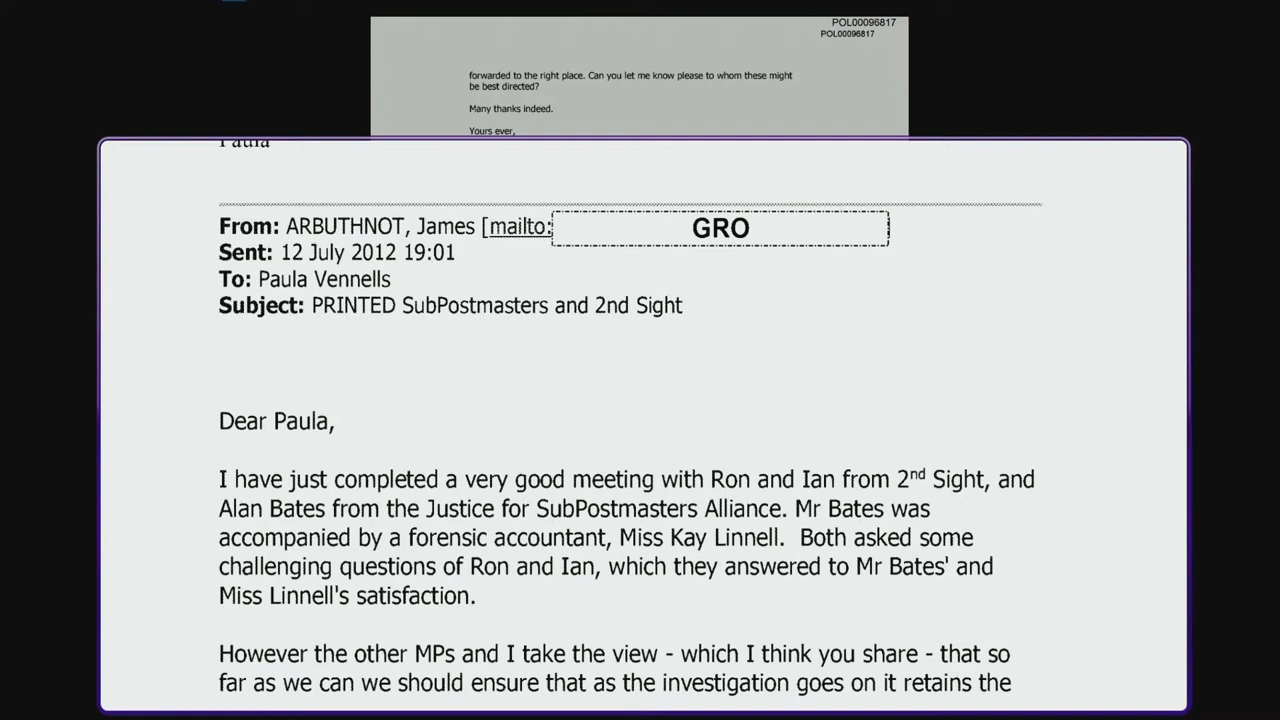 POL00096817
POL00096817
forwarded to the right place. Can you let me know please to whom these might
be best directed?
Many thanks indeed.
Yours ever,
Paula
From: ARBUTHNOT, James [mailto: GRO
Sent: 12 July 2012 19:01
To: Paula Vennells
Subject: PRINTED SubPostmasters and 2nd Sight
Dear Paula,
I have just completed a very good meeting with Ron and Ian from 2nd Sight, and
Alan Bates from the Justice for SubPostmasters Alliance. Mr Bates was
accompanied by a forensic accountant, Miss Kay Linnell.  Both asked some
challenging questions of Ron and Ian, which they answered to Mr Bates' and
Miss Linnell's satisfaction.
However the other MPs and I take the view - which I think you share - that so
far as we can we should ensure that as the investigation goes on it retains the